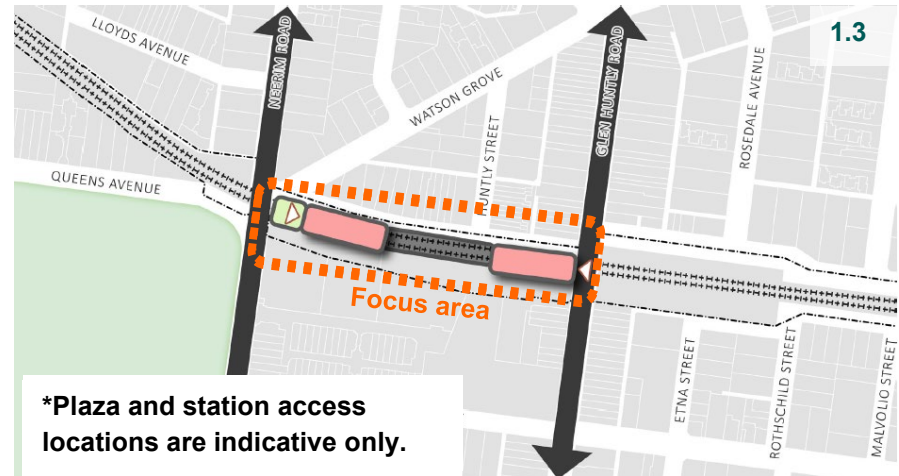 1.3
LLOYDS AVENUE
NEERIM ROAD
WATSON GROVE
GLEN HUNTLY ROAD
ROSEDALE AVENUE
HUNTLY STREET
QUEENS AVENUE
Focus area
ETNA STREET
ROTHSCHILD STREET
MALVOLIO STREET
*Plaza and station access
locations are indicative only.